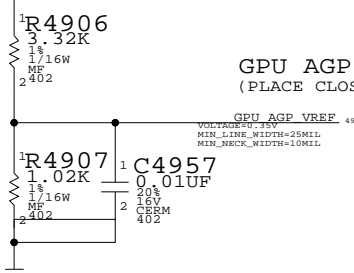 1
R4906
3.32K
1%
1/16W
MF
402
2
GPU AGP
(PLACE CLOS
GPU_AGP_VREF
49
VOLTAGE=0.35V
MIN_LINE_WIDTH=25MIL
MIN_NECK_WIDTH=10MIL
1
R4907
1.02K
1%
1/16W
MF
402
2
1
C4957
0.01UF
20%
16V
CERM
402
2